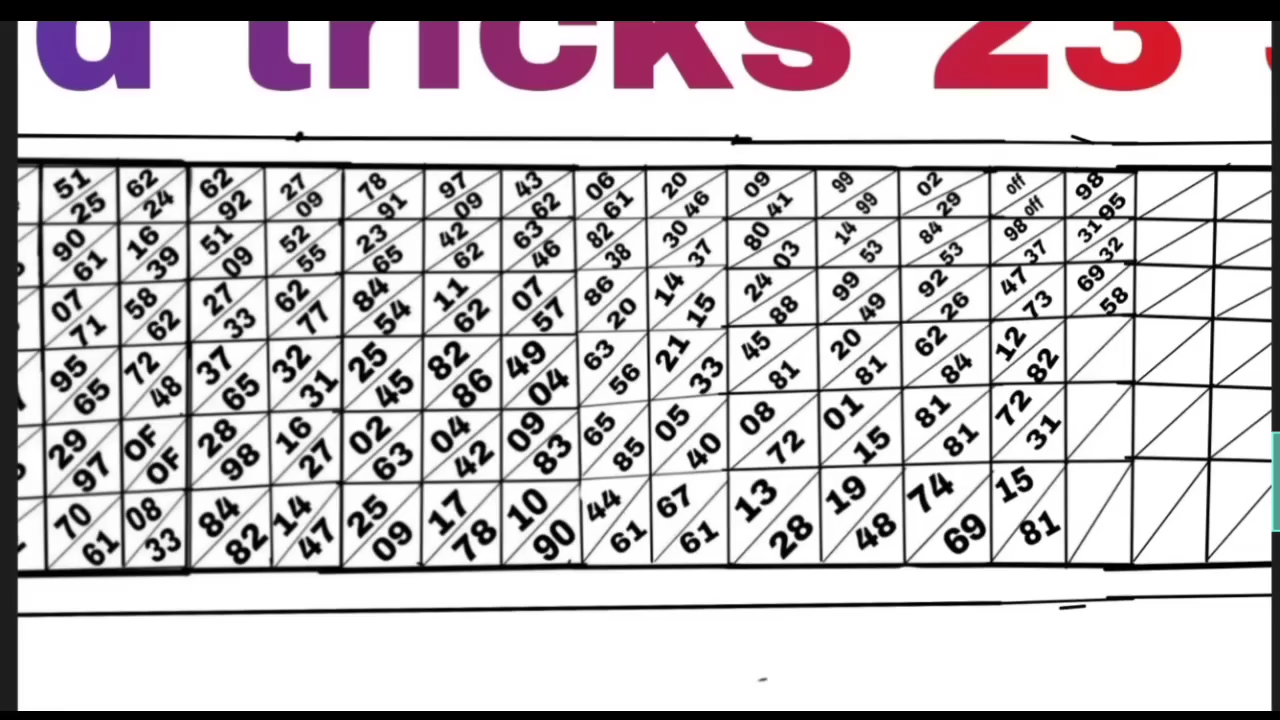 d tricks 23
51 25 62 24 62 92 27 09 78 91 97 09 43 62 06 61 20 46 09 41 99 99 02 29 off off 98 95
90 61 16 39 51 09 52 55 23 65 42 62 63 46 82 38 30 37 80 03 14 53 84 53 98 37 31 32
07 71 58 62 27 33 62 77 84 54 11 62 07 57 86 20 14 15 24 88 99 49 92 26 47 73 69 58
95 65 72 48 37 65 32 31 25 45 82 86 49 04 63 56 21 33 45 81 20 81 62 84 12 82
29 97 OF OF 28 98 16 27 02 63 04 42 09 83 65 85 05 40 08 72 01 15 81 81 72 31
70 61 08 33 84 82 14 47 25 09 17 78 10 90 44 61 67 61 13 28 19 48 74 69 15 81